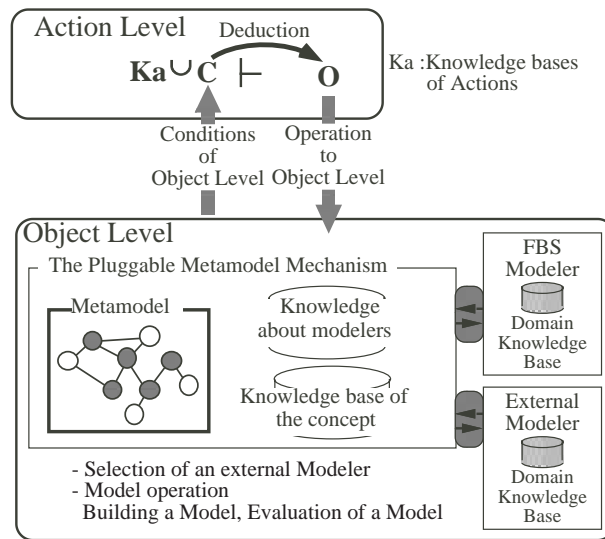 Action Level
Deduction
Ka ∪ C ⊢ O
Ka :Knowledge bases
of Actions
Conditions
of
Object Level
Operation
to
Object Level
Object Level
The Pluggable Metamodel Mechanism
Metamodel
Knowledge
about modelers
Knowledge base of
the concept
FBS
Modeler
Domain
Knowledge
Base
External
Modeler
Domain
Knowledge
Base
- Selection of an external Modeler
- Model operation
Building a Model, Evaluation of a Model